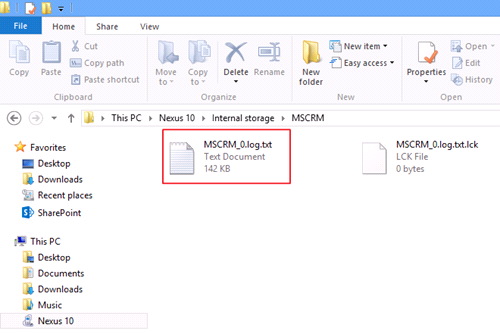 File
Home
Share
View
Copy
Paste
Cut
Copy path
Paste shortcut
Clipboard
Move to
Copy to
Delete
Rename
Organize
New folder
New item
Easy access
New
Properties
Open
Edit
History
Open
This PC
Nexus 10
Internal storage
MSCRM
Favorites
Desktop
Downloads
Recent places
SharePoint
This PC
Desktop
Documents
Downloads
Music
Nexus 10
MSCRM_0.log.txt
Text Document
142 KB
MSCRM_0.log.txt.lck
LCK File
0 bytes